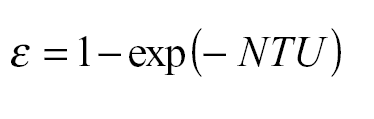 ε = 1 − exp(− NTU)